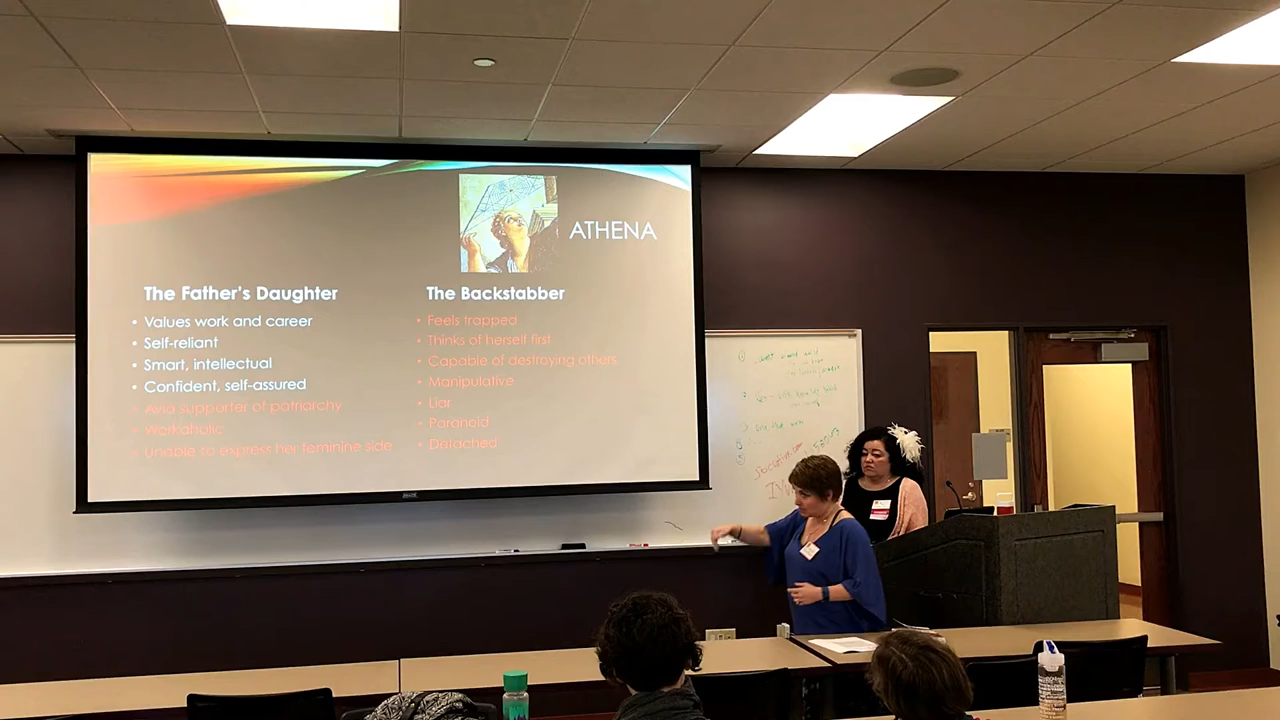 ATHENA
The Father's Daughter
• Values work and career
• Self-reliant
• Smart, intellectual
• Confident, self-assured
• Avid supporter of patriarchy
• Workaholic
• Unable to express her feminine side
The Backstabber
• Feels trapped
• Thinks of herself first
• Capable of destroying others
• Manipulative
• Liar
• Paranoid
• Detached